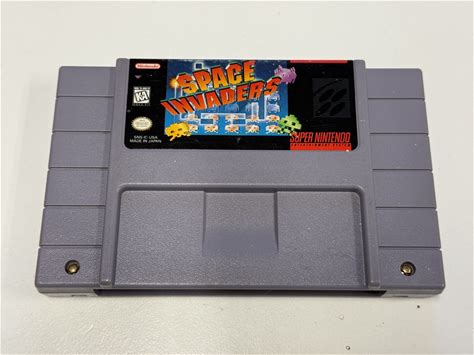 Nintendo
K-A
SPACE
INVADERS
SNS-IC-USA
MADE IN JAPAN
SUPER NINTENDO
ENTERTAINMENT SYSTEM